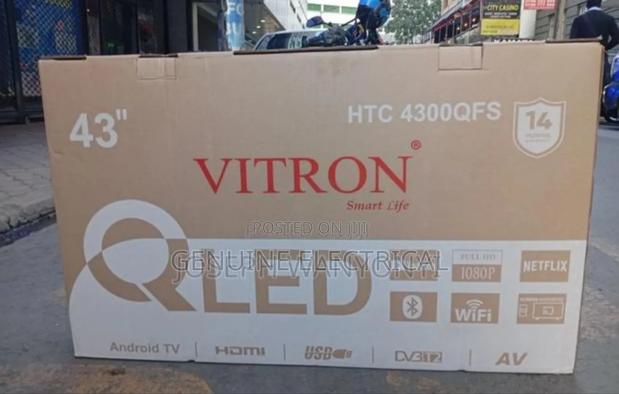 CITY CASINO
43"
HTC 4300QFS
14
VITRON®
Smart Life
POSTED ON JIJI
GENUINE ELECTRICAL
QLED
FULL HD
1080P
NETFLIX
WiFi
Android TV
HDMI
USB
DVBT2
AV